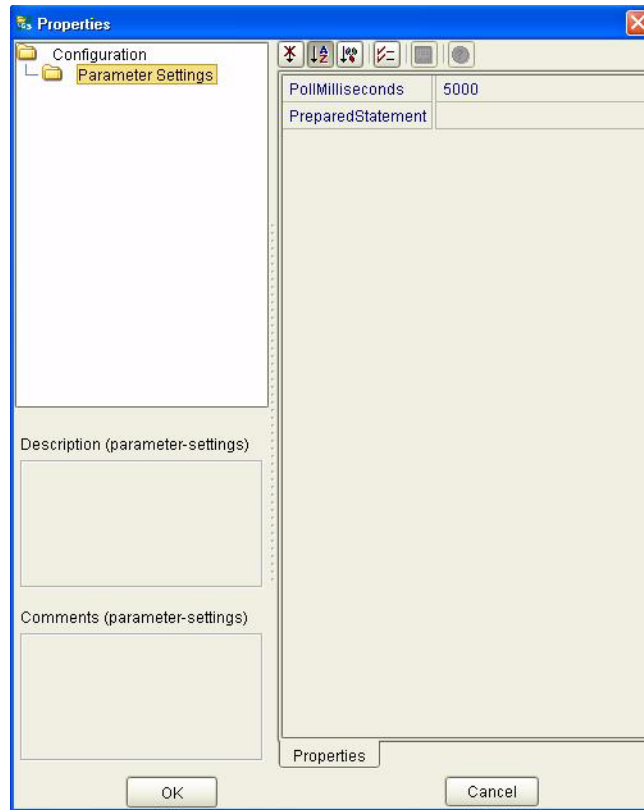 Properties
Configuration
Parameter Settings
PollMilliseconds 5000
PreparedStatement
Description (parameter-settings)
Comments (parameter-settings)
Properties
OK
Cancel